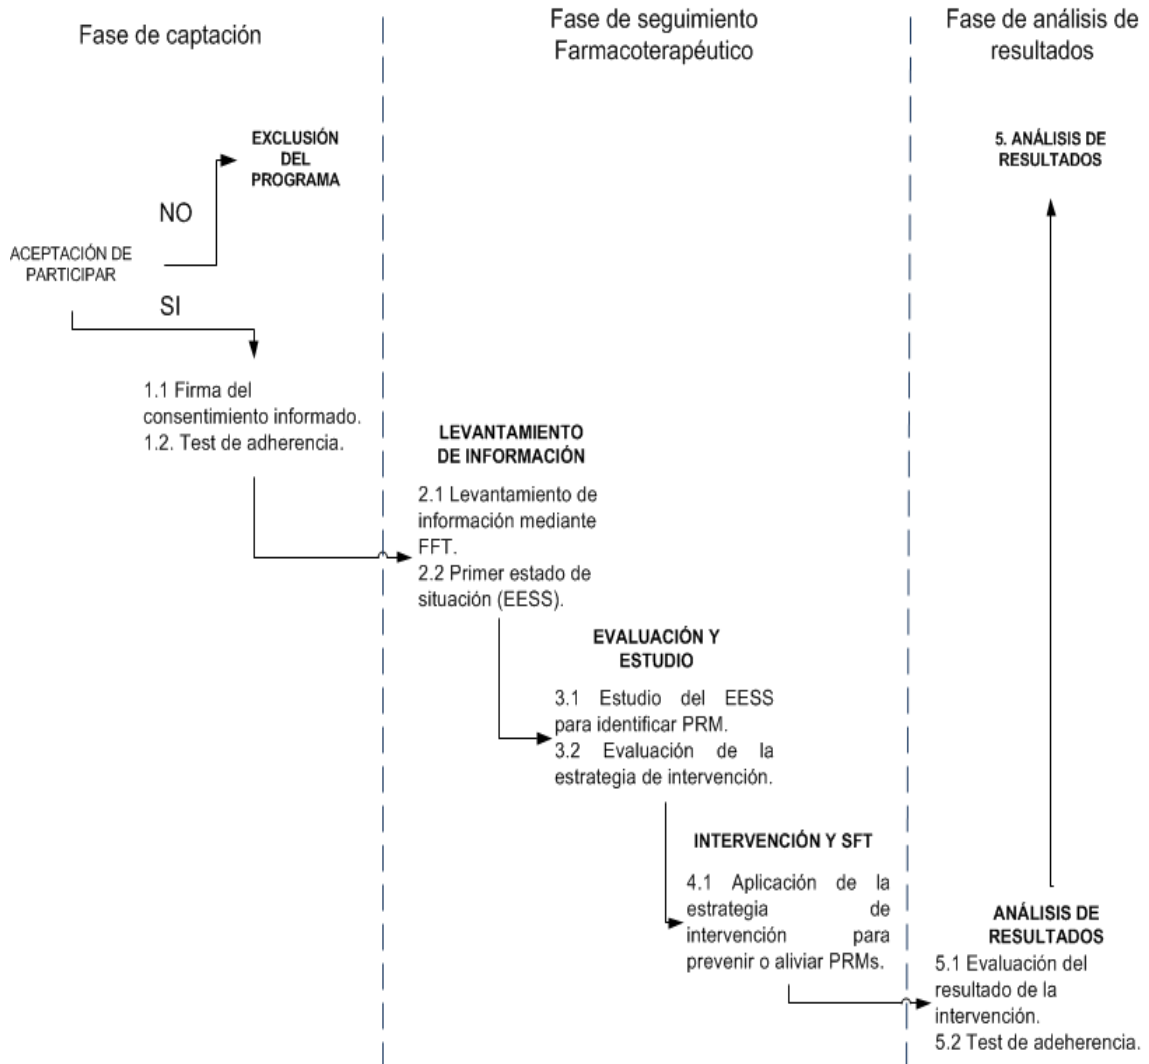 Fase de captación
Fase de seguimiento
Farmacoterapéutico
Fase de análisis de
resultados
EXCLUSIÓN
DEL
PROGRAMA
5. ANÁLISIS DE
RESULTADOS
NO
ACEPTACIÓN DE
PARTICIPAR
SI
1.1 Firma del
consentimiento informado.
1.2. Test de adherencia.
LEVANTAMIENTO
DE INFORMACIÓN
2.1 Levantamiento de
información mediante
FFT.
2.2 Primer estado de
situación (EESS).
EVALUACIÓN Y
ESTUDIO
3.1 Estudio del EESS
para identificar PRM.
3.2 Evaluación de la
estrategia de intervención.
INTERVENCIÓN Y SFT
4.1 Aplicación de la
estrategia de
intervención para
prevenir o aliviar PRMs.
ANÁLISIS DE
RESULTADOS
5.1 Evaluación del
resultado de la
intervención.
5.2 Test de adeherencia.